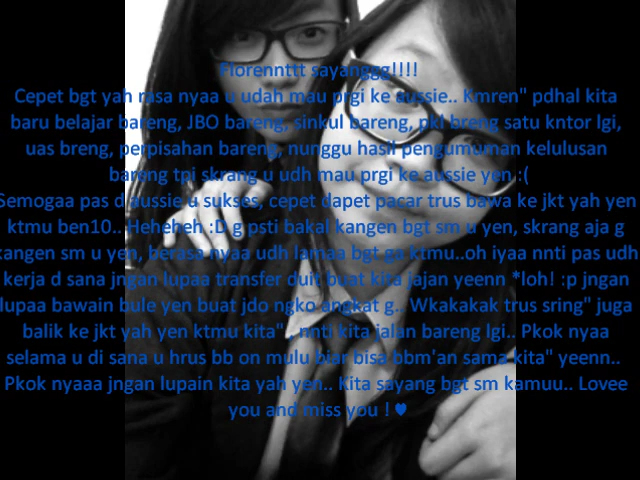 Florennttt sayanggg!!!!
Cepet bgt yah rasa nyaa u udah mau prgi ke aussie.. Kmren" pdhal kita
baru belajar bareng, JBO bareng, sinkul bareng, pkl breng satu kntor lgi,
uas breng, perpisahan bareng, nunggu hasil pengumuman kelulusan
bareng tpi skrang u udh mau prgi ke aussie yen :(
Semogaa pas d aussie u sukses, cepet dapet pacar trus bawa ke jkt yah yen
ktmu ben10.. Heheheh :D g psti bakal kangen bgt sm u yen, skrang aja g
kangen sm u yen, berasa nyaa udh lamaa bgt ga ktmu..oh iyaa nnti pas udh
kerja d sana jngan lupaa transfer duit buat kita jajan yeenn *loh! :p jngan
lupaa bawain bule yen buat jdo ngko angkat g.. Wkakakak trus sring" juga
balik ke jkt yah yen ktmu kita" , nnti kita jalan bareng lgi.. Pkok nyaa
selama u di sana u hrus bb on mulu biar bisa bbm'an sama kita" yeenn..
Pkok nyaaa jngan lupain kita yah yen.. Kita sayang bgt sm kamuu.. Lovee
you and miss you ! ♥